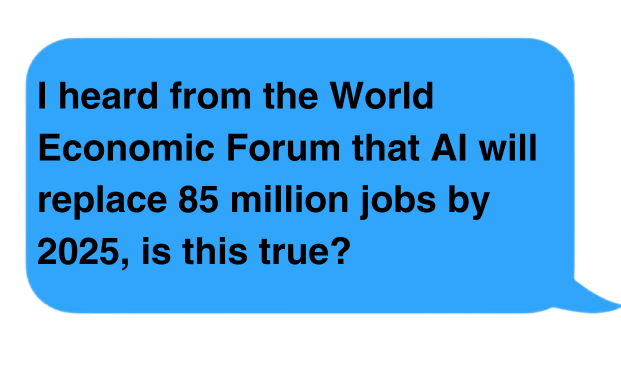 I heard from the World
Economic Forum that AI will
replace 85 million jobs by
2025, is this true?